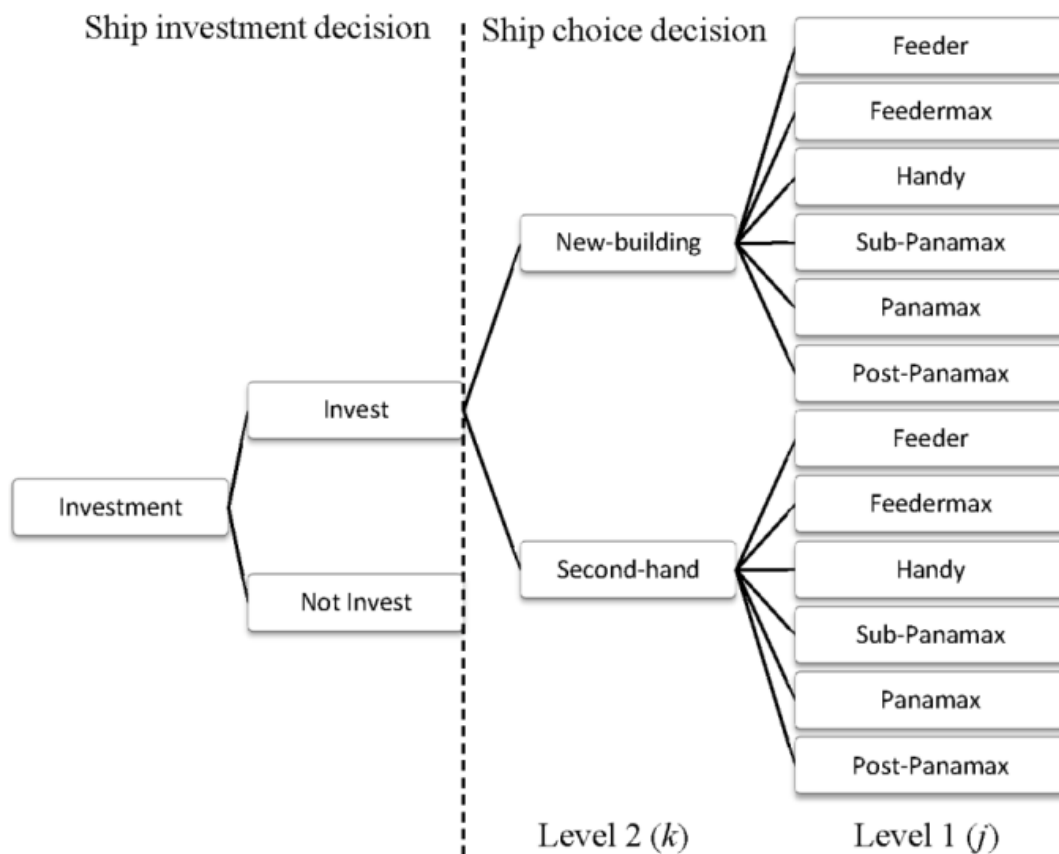 Ship investment decision
Ship choice decision
Investment
Invest
Not Invest
New-building
Second-hand
Feeder
Feedermax
Handy
Sub-Panamax
Panamax
Post-Panamax
Feeder
Feedermax
Handy
Sub-Panamax
Panamax
Post-Panamax
Level 2 (k)
Level 1 (j)